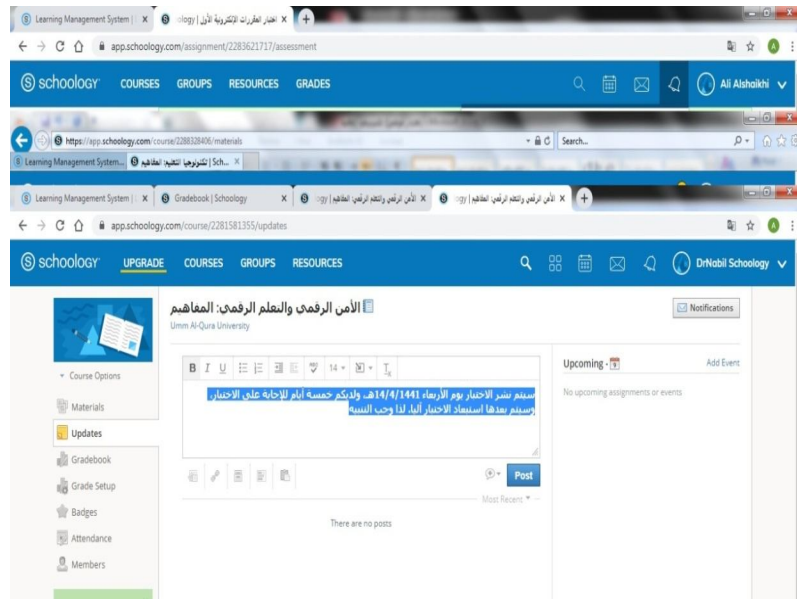 Learning Management System |
اختبار المقررات الإلكترونية الأول | ology
app.schoology.com/assignment/2283621717/assessment
schoology COURSES GROUPS RESOURCES GRADES Ali Alshaikhi
https://app.schoology.com/course/2288328406/materials Search...
Learning Management System... تكنولوجيا التعليم: المفاهيم | Sch...
Learning Management System | Gradebook | Schoology الأمن الرقمي والتعلم الرقمي: المفاهيم | ogy الأمن الرقمي والتعلم الرقمي: المفاهيم | ogy
app.schoology.com/course/2281581355/updates
schoology UPGRADE COURSES GROUPS RESOURCES DrNabil Schoology
الأمن الرقمي والتعلم الرقمي: المفاهيم
Umm Al-Qura University
Notifications
Course Options
Materials
Updates
Gradebook
Grade Setup
Badges
Attendance
Members
B I U 14
سيتم نشر الاختبار يوم الأربعاء 14/4/1441هـ، ولديكم خمسة أيام للإجابة على الاختبار،
وسيتم بعدها استبعاد الاختبار آليا، لذا وجب التنبيه
Post
Most Recent
There are no posts
Upcoming · 9 Add Event
No upcoming assignments or events